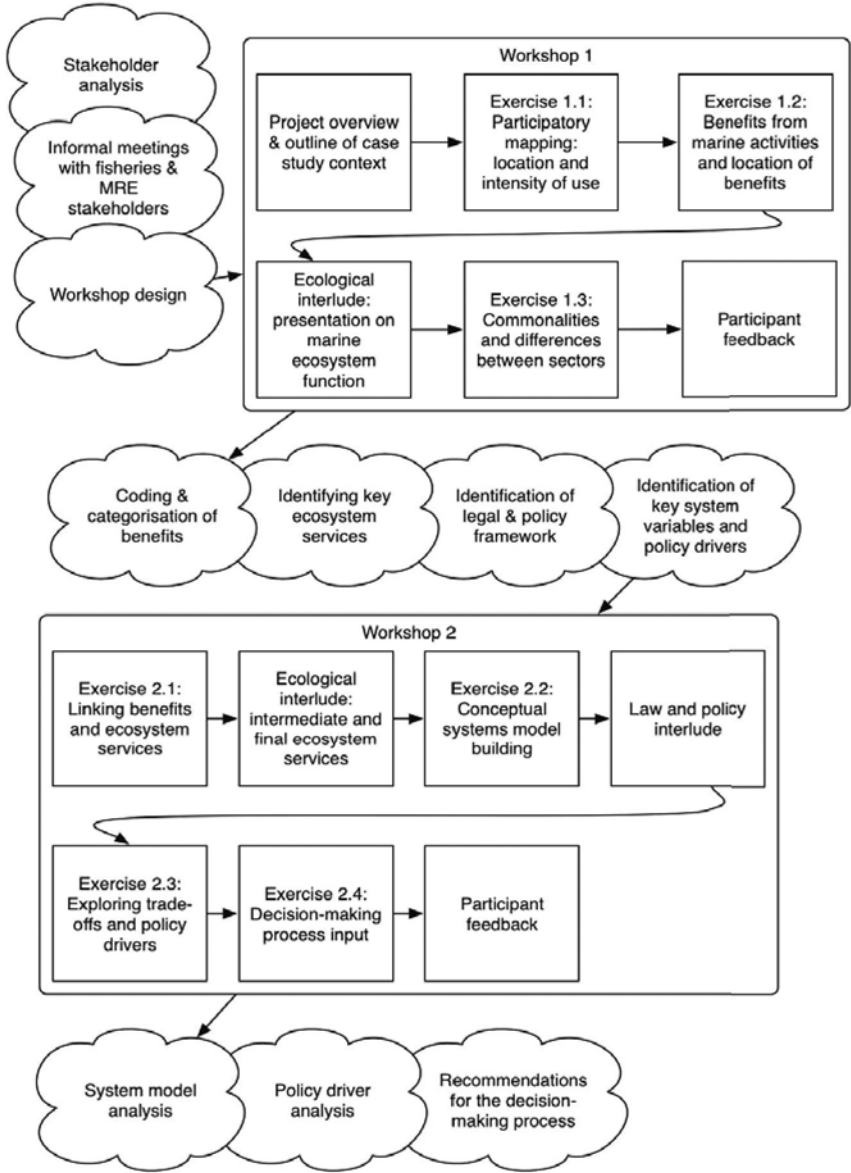 Stakeholder
analysis
Informal meetings
with fisheries &
MRE
stakeholders
Workshop design
Workshop 1
Project overview
& outline of case
study context
Exercise 1.1:
Participatory
mapping:
location and
intensity of use
Exercise 1.2:
Benefits from
marine activities
and location of
benefits
Ecological
interlude:
presentation on
marine
ecosystem
function
Exercise 1.3:
Commonalities
and differences
between sectors
Participant
feedback
Coding &
categorisation of
benefits
Identifying key
ecosystem
services
Identification of
legal & policy
framework
Identification of
key system
variables and
policy drivers
Workshop 2
Exercise 2.1:
Linking benefits
and ecosystem
services
Ecological
interlude:
intermediate and
final ecosystem
services
Exercise 2.2:
Conceptual
systems model
building
Law and policy
interlude
Exercise 2.3:
Exploring trade-
offs and policy
drivers
Exercise 2.4:
Decision-making
process input
Participant
feedback
System model
analysis
Policy driver
analysis
Recommendations
for the decision-
making process